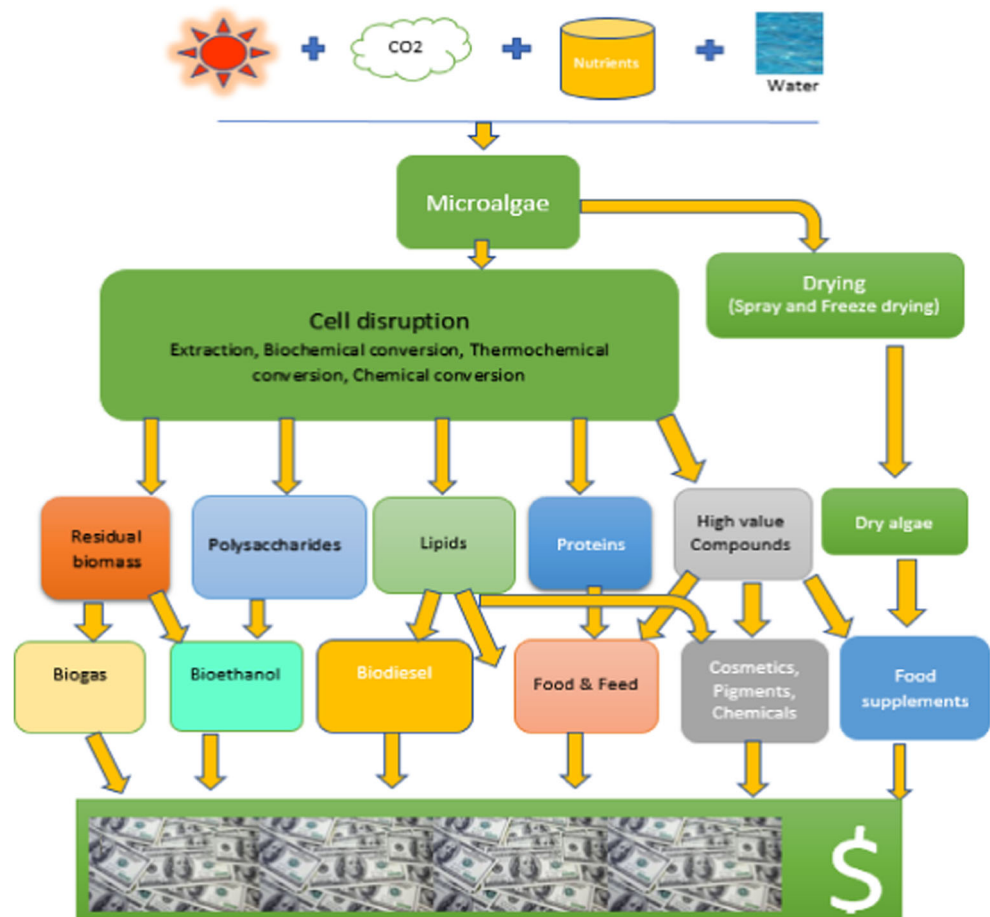 CO2
Nutrients
Water
Microalgae
Drying
(Spray and Freeze drying)
Cell disruption
Extraction, Biochemical conversion, Thermochemical
conversion, Chemical conversion
Residual
biomass
Polysaccharides
Lipids
Proteins
High value
Compounds
Dry algae
Biogas
Bioethanol
Biodiesel
Food & Feed
Cosmetics,
Pigments,
Chemicals
Food
supplements
$